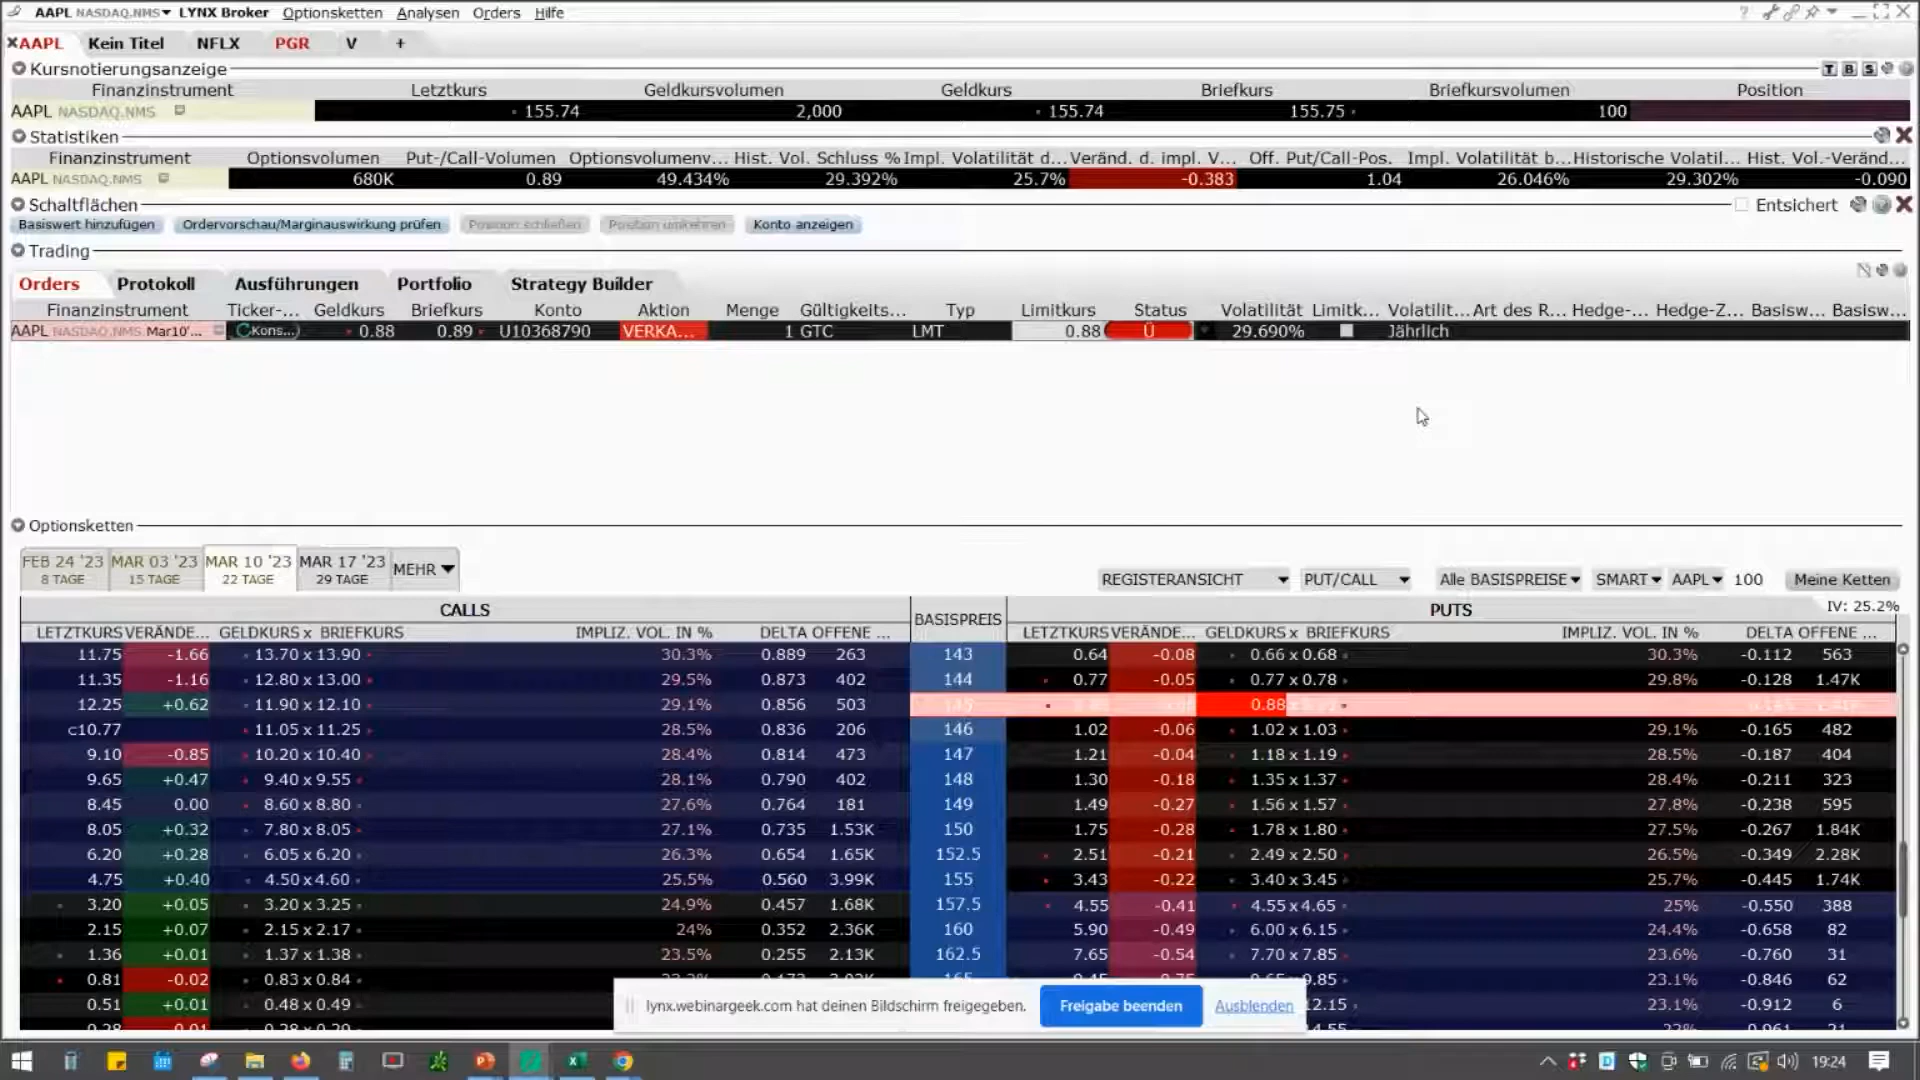 AAPL NASDAQ.NMS LYNX Broker Optionsketten Analysen Orders Hilfe
AAPL Kein Titel NFLX PGR V +
Kursnotierungsanzeige T B S
Finanzinstrument Letztkurs Geldkursvolumen Geldkurs Briefkurs Briefkursvolumen Position
AAPL NASDAQ.NMS 155.74 2,000 155.74 155.75 100
Statistiken
Finanzinstrument Optionsvolumen Put-/Call-Volumen Optionsvolumenv... Hist. Vol. Schluss % Impl. Volatilität d... Veränd. d. impl. V... Off. Put/Call-Pos. Impl. Volatilität b... Historische Volatil... Hist. Vol.-Veränd...
AAPL NASDAQ.NMS 680K 0.89 49.434% 29.392% 25.7% -0.383 1.04 26.046% 29.302% -0.090
Schaltflächen Entsichert
Basiswert hinzufügen Ordervorschau/Marginauswirkung prüfen Position schließen Position umkehren Konto anzeigen
Trading
Orders Protokoll Ausführungen Portfolio Strategy Builder
Finanzinstrument Ticker-... Geldkurs Briefkurs Konto Aktion Menge Gültigkeits... Typ Limitkurs Status Volatilität Limitk... Volatilit... Art des R... Hedge-... Hedge-Z... Basisw... Basisw...
AAPL NASDAQ.NMS Mar10'... Kons...) 0.88 0.89 U10368790 VERKA... 1 GTC LMT 0.88 Ü 29.690% Jährlich
Optionsketten
FEB 24 '23 MAR 03 '23 MAR 10 '23 MAR 17 '23 MEHR
8 TAGE 15 TAGE 22 TAGE 29 TAGE
REGISTERANSICHT PUT/CALL Alle BASISPREISE SMART AAPL 100 Meine Ketten
CALLS BASISPREIS PUTS IV: 25.2%
LETZTKURS VERÄNDE... GELDKURS x BRIEFKURS IMPLIZ. VOL. IN % DELTA OFFENE ... LETZTKURS VERÄNDE... GELDKURS x BRIEFKURS IMPLIZ. VOL. IN % DELTA OFFENE ...
11.75 -1.66 13.70 x 13.90 30.3% 0.889 263 143 0.64 -0.08 0.66 x 0.68 30.3% -0.112 563
11.35 -1.16 12.80 x 13.00 29.5% 0.873 402 144 0.77 -0.05 0.77 x 0.78 29.8% -0.128 1.47K
12.25 +0.62 11.90 x 12.10 29.1% 0.856 503 0.88
c10.77 11.05 x 11.25 28.5% 0.836 206 146 1.02 -0.06 1.02 x 1.03 29.1% -0.165 482
9.10 -0.85 10.20 x 10.40 28.4% 0.814 473 147 1.21 -0.04 1.18 x 1.19 28.5% -0.187 404
9.65 +0.47 9.40 x 9.55 28.1% 0.790 402 148 1.30 -0.18 1.35 x 1.37 28.4% -0.211 323
8.45 0.00 8.60 x 8.80 27.6% 0.764 181 149 1.49 -0.27 1.56 x 1.57 27.8% -0.238 595
8.05 +0.32 7.80 x 8.05 27.1% 0.735 1.53K 150 1.75 -0.28 1.78 x 1.80 27.5% -0.267 1.84K
6.20 +0.28 6.05 x 6.20 26.3% 0.654 1.65K 152.5 2.51 -0.21 2.49 x 2.50 26.5% -0.349 2.28K
4.75 +0.40 4.50 x 4.60 25.5% 0.560 3.99K 155 3.43 -0.22 3.40 x 3.45 25.7% -0.445 1.74K
3.20 +0.05 3.20 x 3.25 24.9% 0.457 1.68K 157.5 4.55 -0.41 4.55 x 4.65 25% -0.550 388
2.15 +0.07 2.15 x 2.17 24% 0.352 2.36K 160 5.90 -0.49 6.00 x 6.15 24.4% -0.658 82
1.36 +0.01 1.37 x 1.38 23.5% 0.255 2.13K 162.5 7.65 -0.54 7.70 x 7.85 23.6% -0.760 31
0.81 -0.02 0.83 x 0.84 165 9.85 23.1% -0.846 62
0.51 +0.01 0.48 x 0.49 12.15 23.1% -0.912 6
lynx.webinargeek.com hat deinen Bildschirm freigegeben. Freigabe beenden Ausblenden
19:24